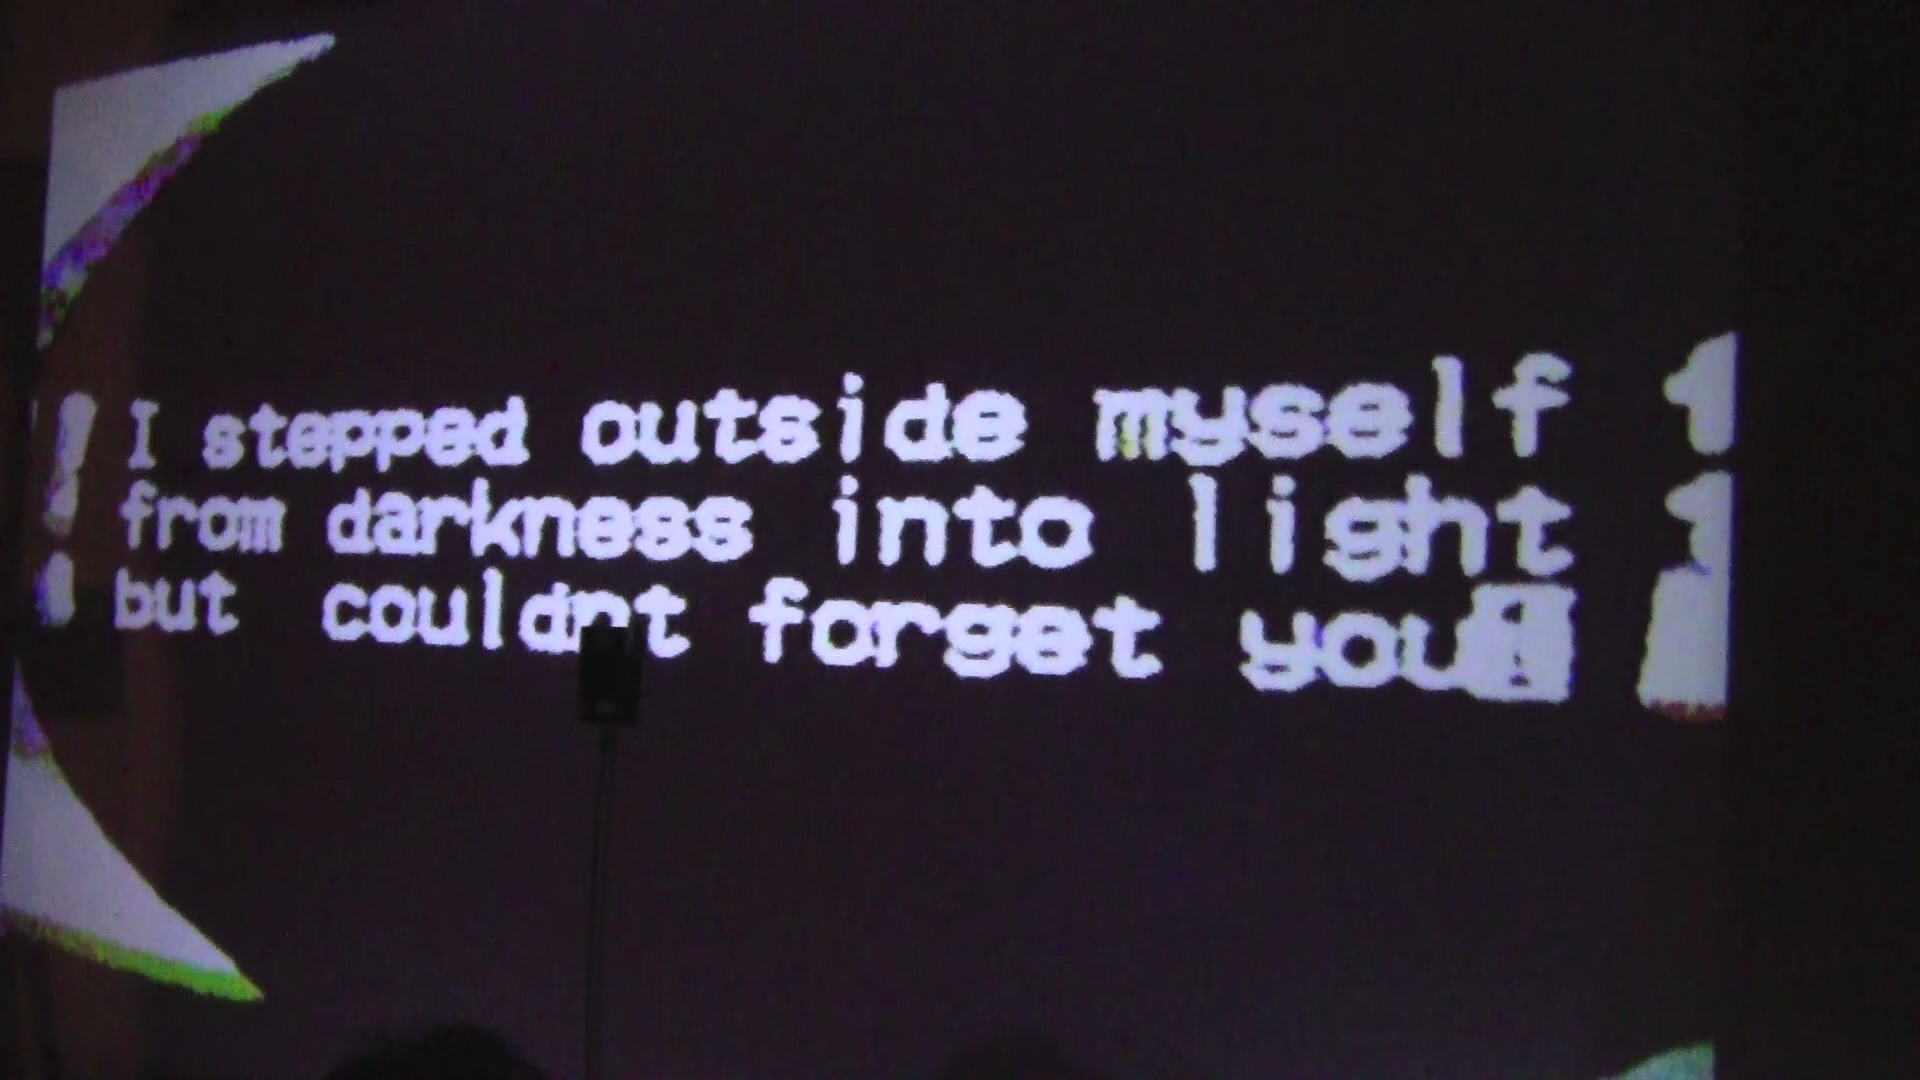 I stepped outside myself
from darkness into light
but couldnt forget you